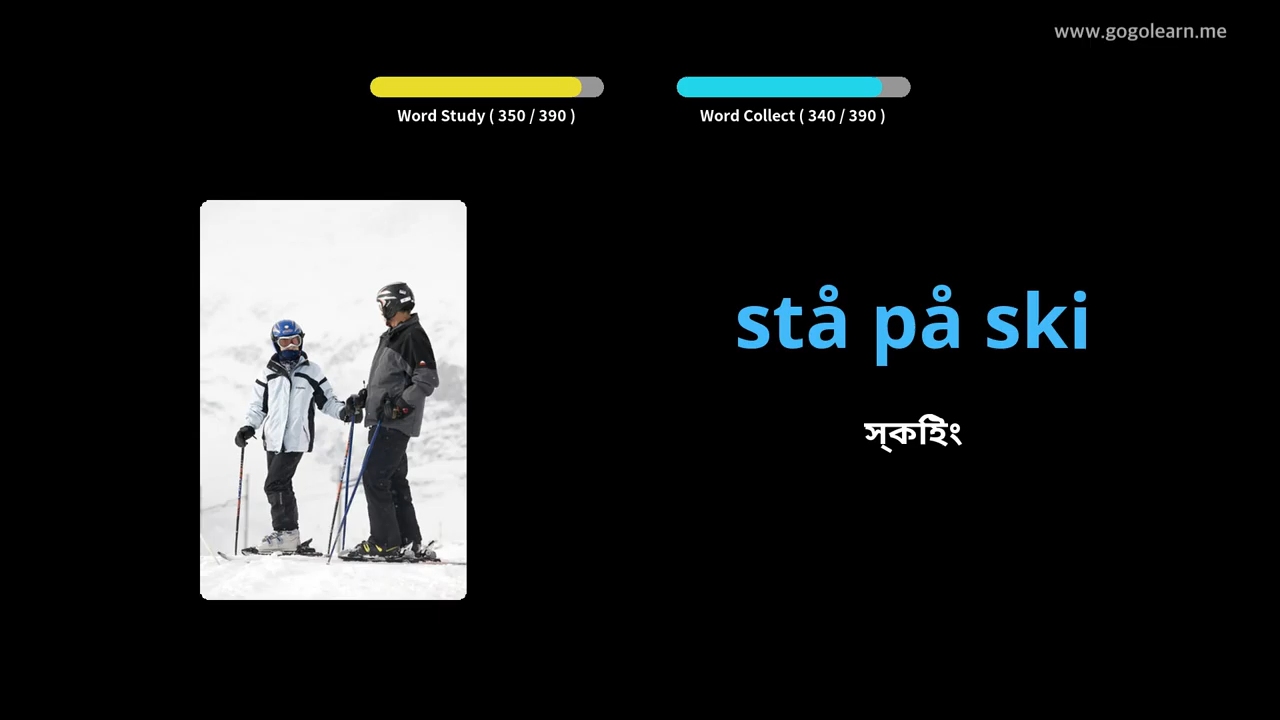 www.gogolearn.me
Word Study ( 350 / 390 )
Word Collect ( 340 / 390 )
stå på ski
স্কিইং